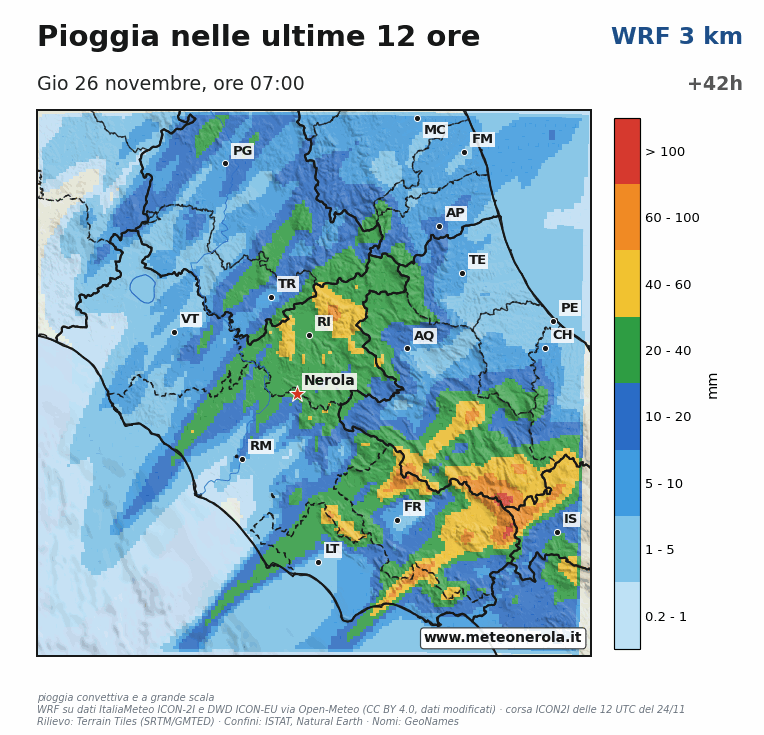 Pioggia nelle ultime 12 ore
WRF 3 km
Gio 26 novembre, ore 07:00
+42h
MC
FM
PG
AP
TE
TR
PE
VT
RI
AQ
CH
Nerola
RM
FR
IS
LT
www.meteonerola.it
> 100
60 - 100
40 - 60
20 - 40
10 - 20
5 - 10
1 - 5
0.2 - 1
mm
pioggia convettiva e a grande scala
WRF su dati ItaliaMeteo ICON-2I e DWD ICON-EU via Open-Meteo (CC BY 4.0, dati modificati) · corsa ICON2I delle 12 UTC del 24/11
Rilievo: Terrain Tiles (SRTM/GMTED) · Confini: ISTAT, Natural Earth · Nomi: GeoNames